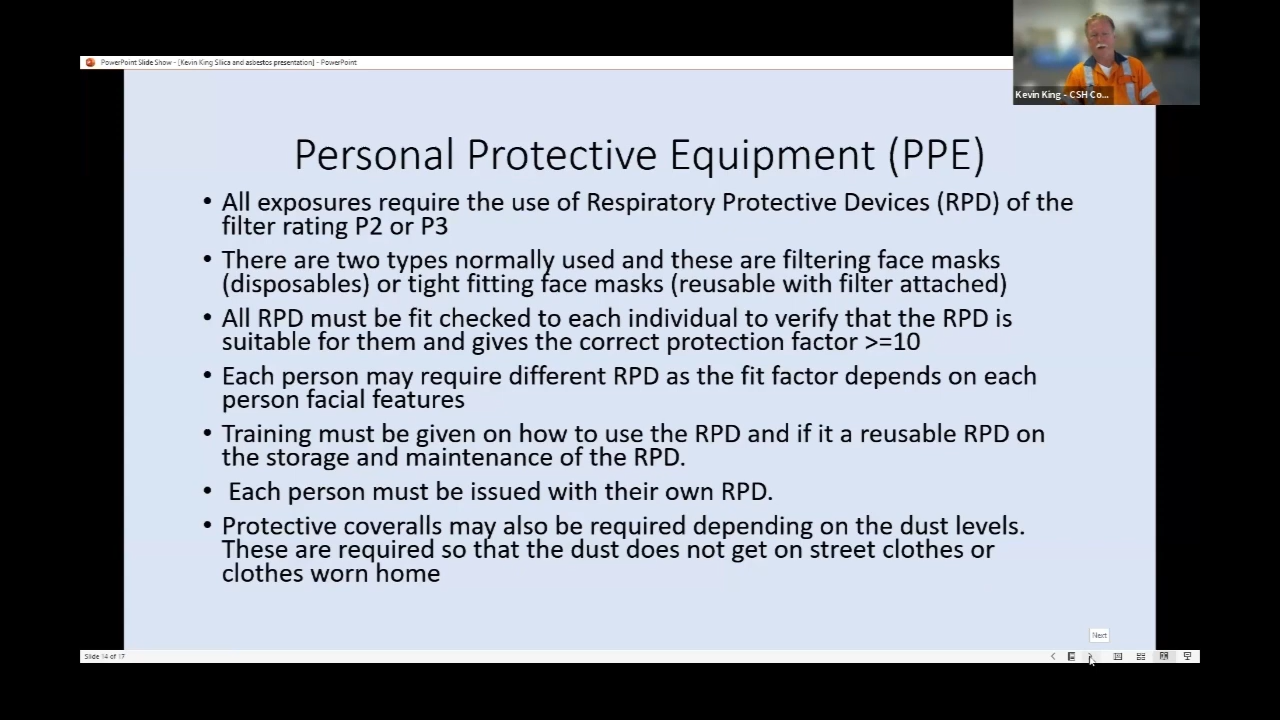 PowerPoint Slide Show - [Kevin King Silica and asbestos presentation] - PowerPoint
Kevin King - CSH Co...
Personal Protective Equipment (PPE)
• All exposures require the use of Respiratory Protective Devices (RPD) of the
filter rating P2 or P3
• There are two types normally used and these are filtering face masks
(disposables) or tight fitting face masks (reusable with filter attached)
• All RPD must be fit checked to each individual to verify that the RPD is
suitable for them and gives the correct protection factor >=10
• Each person may require different RPD as the fit factor depends on each
person facial features
• Training must be given on how to use the RPD and if it a reusable RPD on
the storage and maintenance of the RPD.
• Each person must be issued with their own RPD.
• Protective coveralls may also be required depending on the dust levels.
These are required so that the dust does not get on street clothes or
clothes worn home
Next
Slide 14 of 17